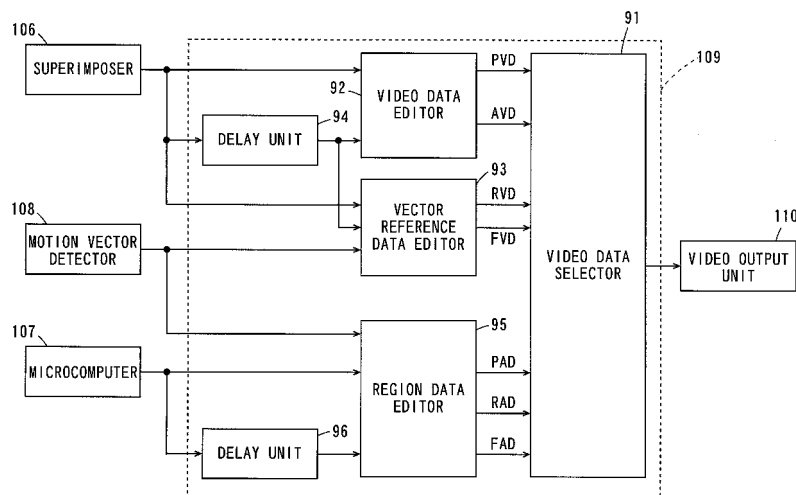 91
106
109
SUPERIMPOSER
92
VIDEO DATA
EDITOR
PVD
AVD
94
DELAY UNIT
93
VECTOR
REFERENCE
DATA EDITOR
RVD
FVD
108
MOTION VECTOR
DETECTOR
VIDEO DATA
SELECTOR
110
VIDEO OUTPUT
UNIT
107
MICROCOMPUTER
95
REGION DATA
EDITOR
PAD
RAD
FAD
96
DELAY UNIT